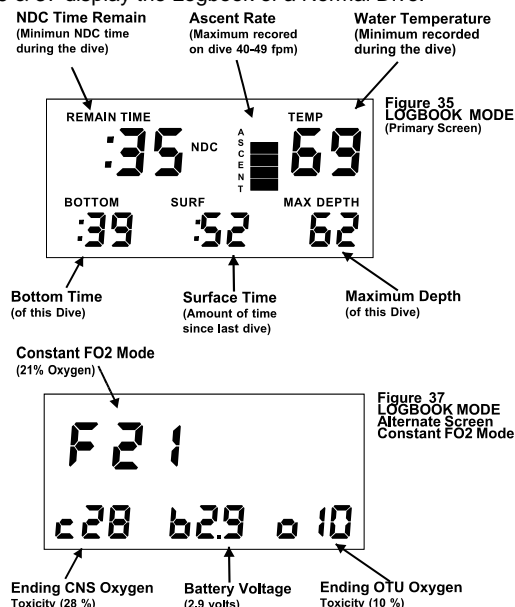 display the Logbook of a Normal Dive.
NDC Time Remain
(Minimun NDC time
during the dive)
Ascent Rate
(Maximum recored
on dive 40-49 fpm)
Water Temperature
(Minimum recorded
during the dive)
Figure 35
LOGBOOK MODE
(Primary Screen)
REMAIN TIME
:35 NDC
ASCENT
TEMP
69
BOTTOM
:39
SURF
:52
MAX DEPTH
62
Bottom Time
(of this Dive)
Surface Time
(Amount of time
since last dive)
Maximum Depth
(of this Dive)
Constant FO2 Mode
(21% Oxygen)
Figure 37
LOGBOOK MODE
Alternate Screen
Constant FO2 Mode
F21
c28 b2.9 o10
Ending CNS Oxygen
Toxicity (28 %)
Battery Voltage
(2.9 volts)
Ending OTU Oxygen
Toxicity (10 %)